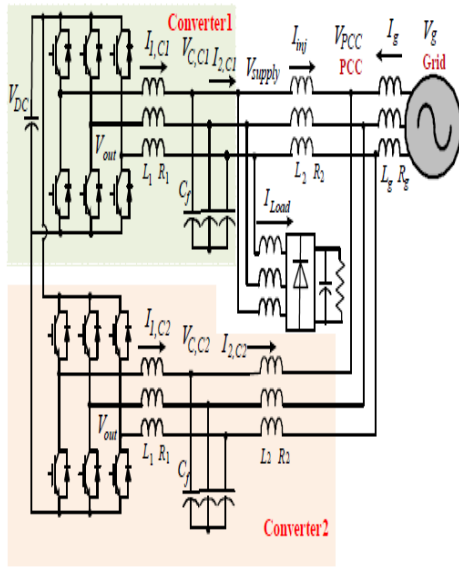 Converter1
I1,C1
VC,C1
I2,C1
Vsupply
Iinj
VPCC
PCC
Ig
Vg
Grid
VDC
Vout
L1 R1
Cf
L2 R2
Lg Rg
ILoad
I1,C2
VC,C2
I2,C2
Vout
L1 R1
Cf
L2 R2
Converter2